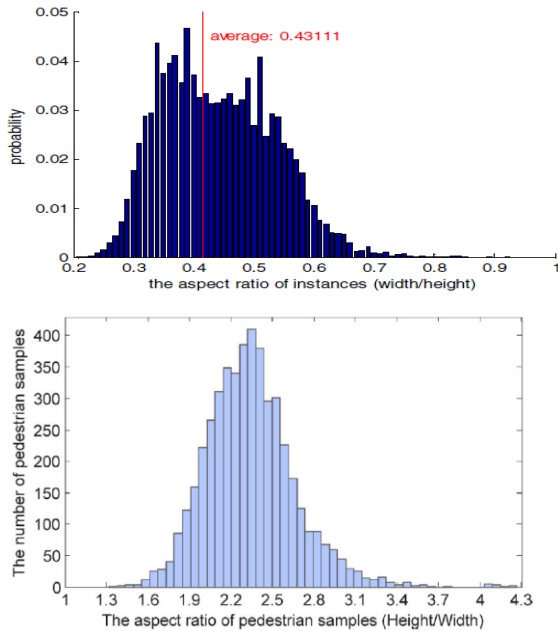 0.05
average: 0.43111
0.04
0.03
probability
0.02
0.01
0
0.2 0.3 0.4 0.5 0.6 0.7 0.8 0.9 1
the aspect ratio of instances (width/height)
400
350
300
250
The number of pedestrian samples
200
150
100
50
0
1 1.3 1.6 1.9 2.2 2.5 2.8 3.1 3.4 3.7 4 4.3
The aspect ratio of pedestrian samples (Height/Width)